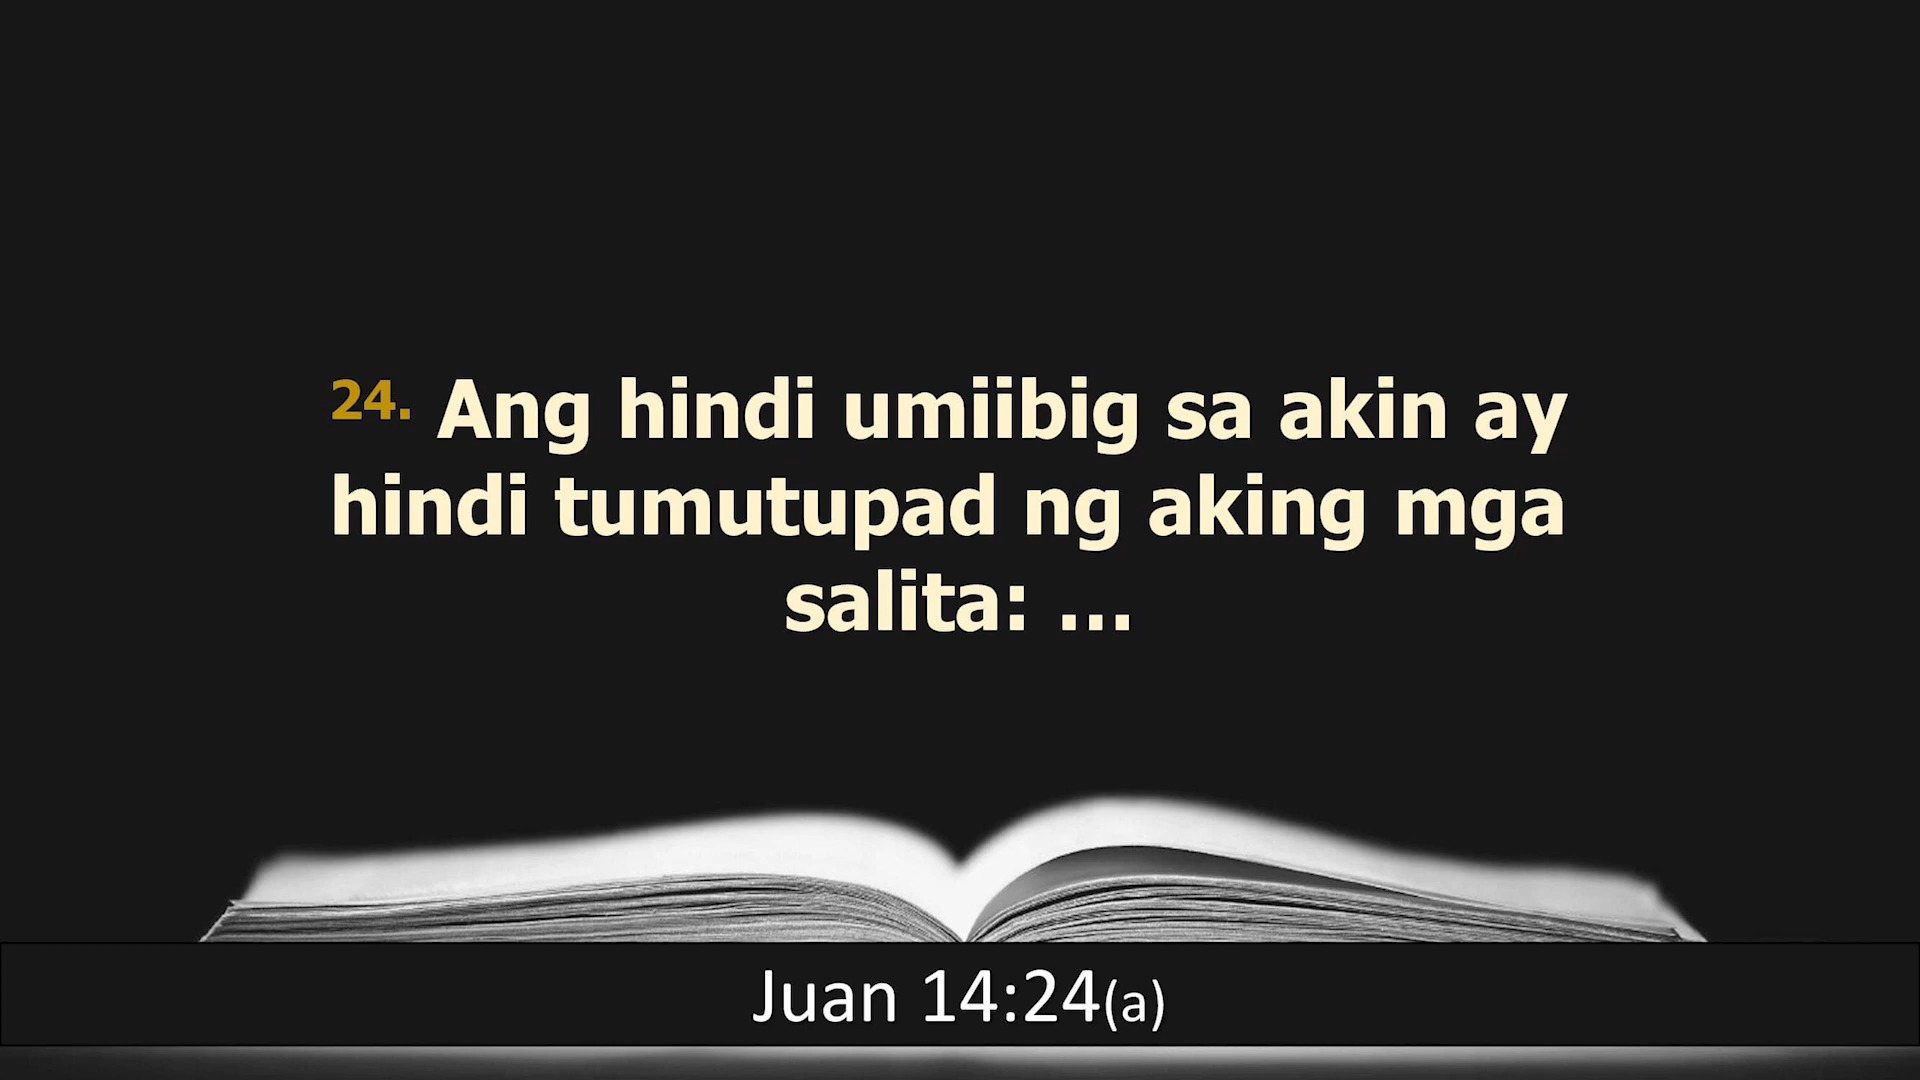 24. Ang hindi umiibig sa akin ay
hindi tumutupad ng aking mga
salita: ...
Juan 14:24(a)